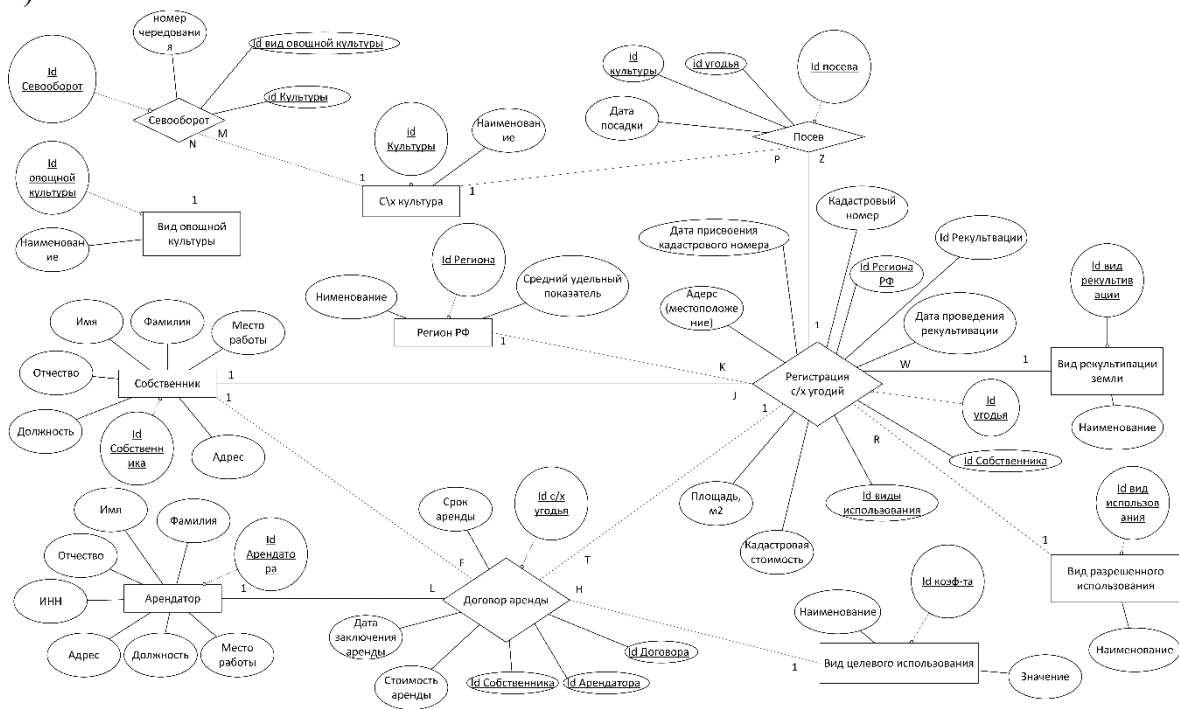 номер
чередовани
я
Id вид овощной культуры
Id
Севооборот
id Культуры
Севооборот
M
N
id
культуры
id угодья
Id посева
Дата
посадки
Посев
P
Z
id
Культуры
Наименован
ие
1
С\х культура
1
Id
опощной
культуры
1
Вид опощной
культуры
Наименован
ие
Id Региона
Нименование
Средний удельный
показатель
Регион РФ
1
Дата присвоения
кадастрового номера
Кадастровый
номер
Id Рекультвации
Id Региона
РФ
Адерс
(местоположе
ние)
Дата проведения
рекультивации
Id вид
рекультив
ации
1
K
J
Регистрация
с/х угодий
W
1
Вид рекультивации
земли
1
R
Id
угодья
Наименование
id Собственника
Площадь,
м2
Id виды
использования
Кадастровая
стоимость
Имя
Фамилия
Место
работы
Отчество
Собственник
1
1
Должность
Id
Собственн
ика
Адрес
Id вид
использов
ания
1
Вид разрешенного
использования
Наименование
Имя
Фамилия
Отчество
Id
Арендато
ра
ИНН
Арендатор
1
Адрес
Должность
Место
работы
Срок
аренды
Id с/х
угодья
F
T
L
H
Договор аренды
Дата
заключения
аренды
Стоимость
аренды
Id Собственника
id Арендатора
id Договора
Id коэф-та
Наименование
1
Вид целевого использования
Значение